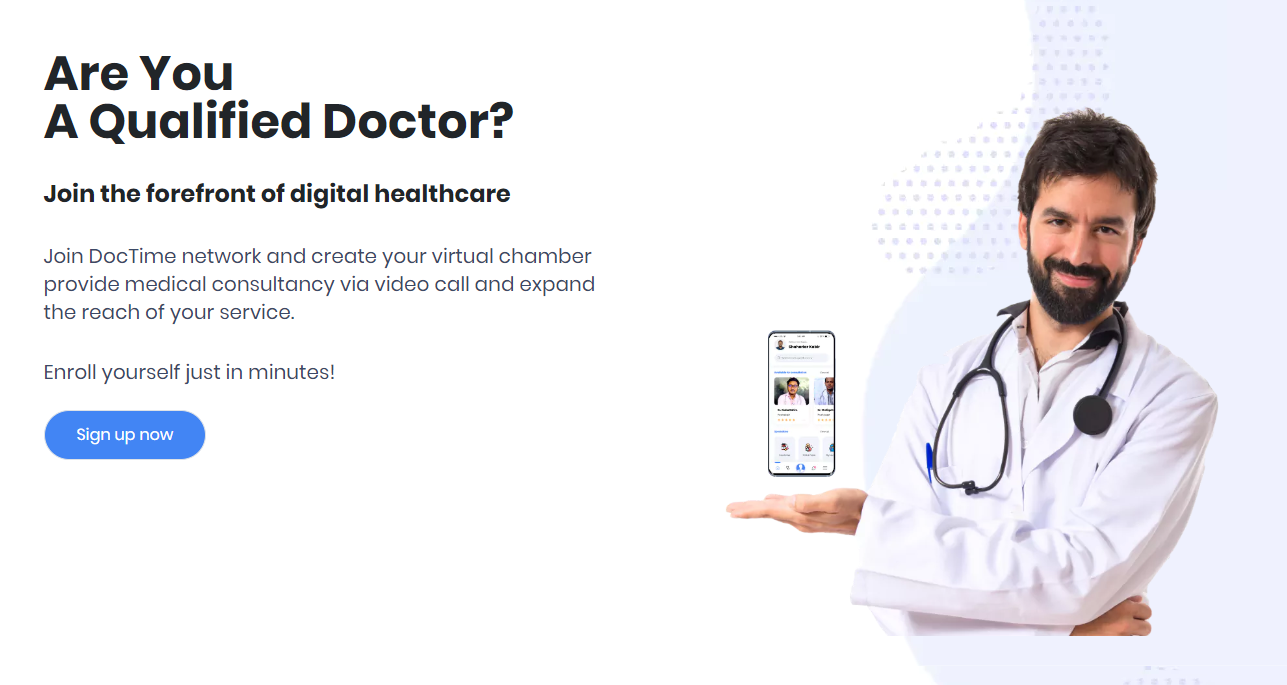 Are You
A Qualified Doctor?
Join the forefront of digital healthcare
Join DocTime network and create your virtual chamber
provide medical consultancy via video call and expand
the reach of your service.
Enroll yourself just in minutes!
Sign up now